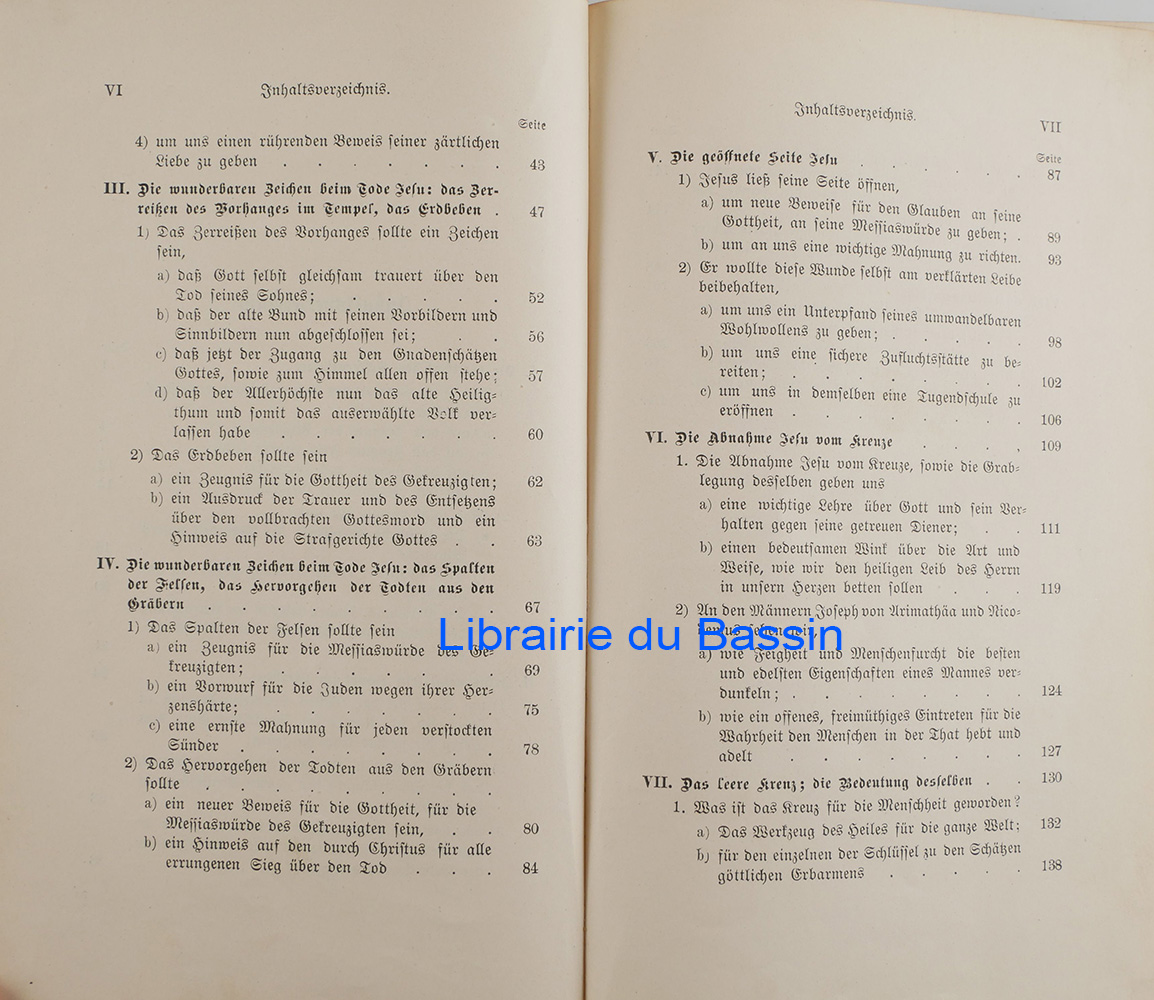 VI Inhaltsverzeichnis.
Seite
4) um uns einen rührenden Beweis seiner zärtlichen
Liebe zu geben . . . . . . . 43
III. Die wunderbaren Zeichen beim Tode Jesu: das Zer-
reißen des Vorhanges im Tempel, das Erdbeben . 47
1) Das Zerreißen des Vorhanges sollte ein Zeichen
sein,
a) daß Gott selbst gleichsam trauert über den
Tod seines Sohnes; . . . . . 52
b) daß der alte Bund mit seinen Vorbildern und
Sinnbildern nun abgeschlossen sei; . . 56
c) daß jetzt der Zugang zu den Gnadenschätzen
Gottes, sowie zum Himmel allen offen stehe; 57
d) daß der Allerhöchste nun das alte Heilig-
thum und somit das auserwählte Volk ver-
lassen habe . . . . . . 60
2) Das Erdbeben sollte sein
a) ein Zeugnis für die Gottheit des Gekreuzigten; 62
b) ein Ausdruck der Trauer und des Entsetzens
über den vollbrachten Gottesmord und ein
Hinweis auf die Strafgerichte Gottes . . 63
IV. Die wunderbaren Zeichen beim Tode Jesu: das Spalten
der Felsen, das Hervorgehen der Todten aus den
Gräbern . . . . . . . . 67
1) Das Spalten der Felsen sollte sein
a) ein Zeugnis für die Messiaswürde des Ge-
kreuzigten; . . . . . . 69
b) ein Vorwurf für die Juden wegen ihrer Her-
zenshärte; . . . . . . . 75
c) eine ernste Mahnung für jeden verstockten
Sünder . . . . . . . . 78
2) Das Hervorgehen der Todten aus den Gräbern
sollte . . . . . . . . .
a) ein neuer Beweis für die Gottheit, für die
Messiaswürde des Gekreuzigten sein, . . 80
b) ein Hinweis auf den durch Christus für alle
errungenen Sieg über den Tod . . . 84
Inhaltsverzeichnis. VII
Seite
V. Die geöffnete Seite Jesu . . . . . 87
1) Jesus ließ seine Seite öffnen,
a) um neue Beweise für den Glauben an seine
Gottheit, an seine Messiaswürde zu geben; . 89
b) um an uns eine wichtige Mahnung zu richten. 93
2) Er wollte diese Wunde selbst am verklärten Leibe
beibehalten,
a) um uns ein Unterpfand seines umwandelbaren
Wohlwollens zu geben; . . . . . 98
b) um uns eine sichere Zufluchtsstätte zu be-
reiten; . . . . . . . . 102
c) um uns in demselben eine Tugendschule zu
eröffnen . . . . . . . 106
VI. Die Abnahme Jesu vom Kreuze . . . . 109
1. Die Abnahme Jesu vom Kreuze, sowie die Grab-
legung desselben geben uns
a) eine wichtige Lehre über Gott und sein Ver-
halten gegen seine getreuen Diener; . . 111
b) einen bedeutsamen Wink über die Art und
Weise, wie wir den heiligen Leib des Herrn
in unsern Herzen betten sollen . . . 119
2) An den Männern Joseph von Arimathäa und Nico-
demus sehen wir
a) wie Feigheit und Menschenfurcht die besten
und edelsten Eigenschaften eines Mannes ver-
dunkeln; . . . . . . . . 124
b) wie ein offenes, freimüthiges Eintreten für die
Wahrheit den Menschen in der That hebt und
adelt . . . . . . . 127
VII. Das leere Kreuz; die Bedeutung desselben . . 130
1. Was ist das Kreuz für die Menschheit geworden?
a) Das Werkzeug des Heiles für die ganze Welt; 132
b) für den einzelnen der Schlüssel zu den Schätzen
göttlichen Erbarmens . . . . . 138
Librairie du Bassin